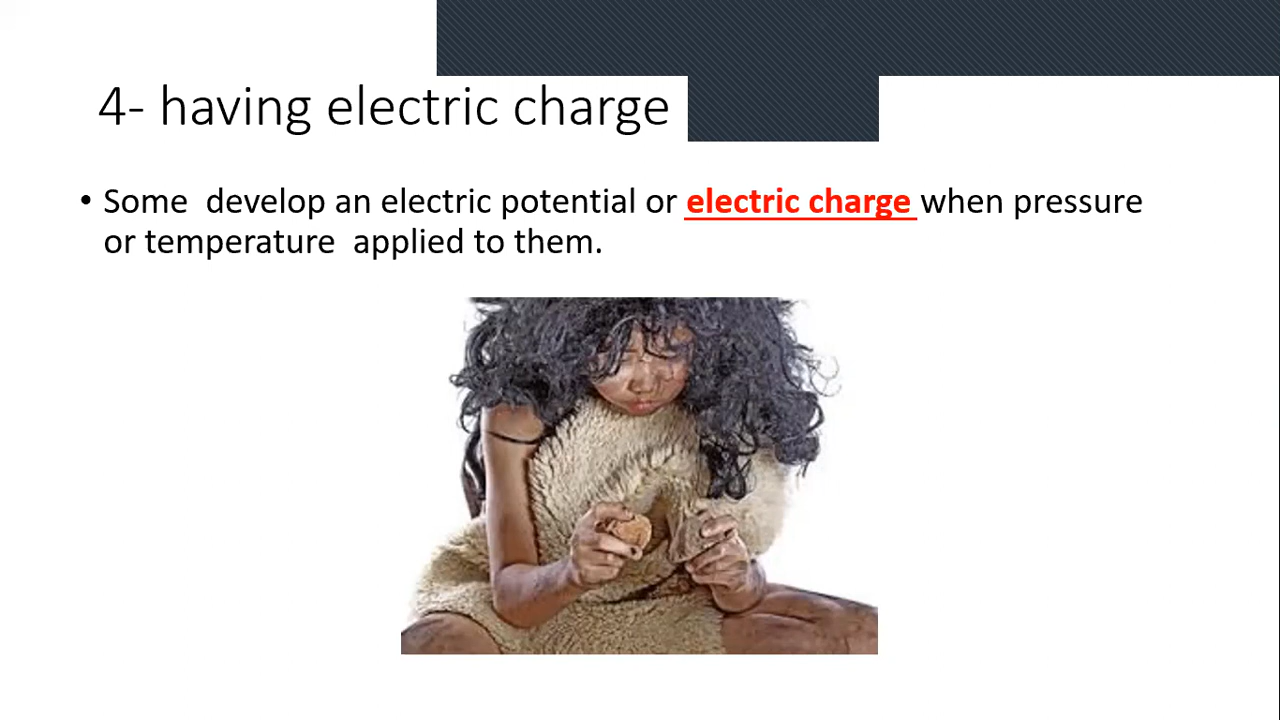 4- having electric charge
• Some  develop an electric potential or electric charge when pressure
or temperature  applied to them.